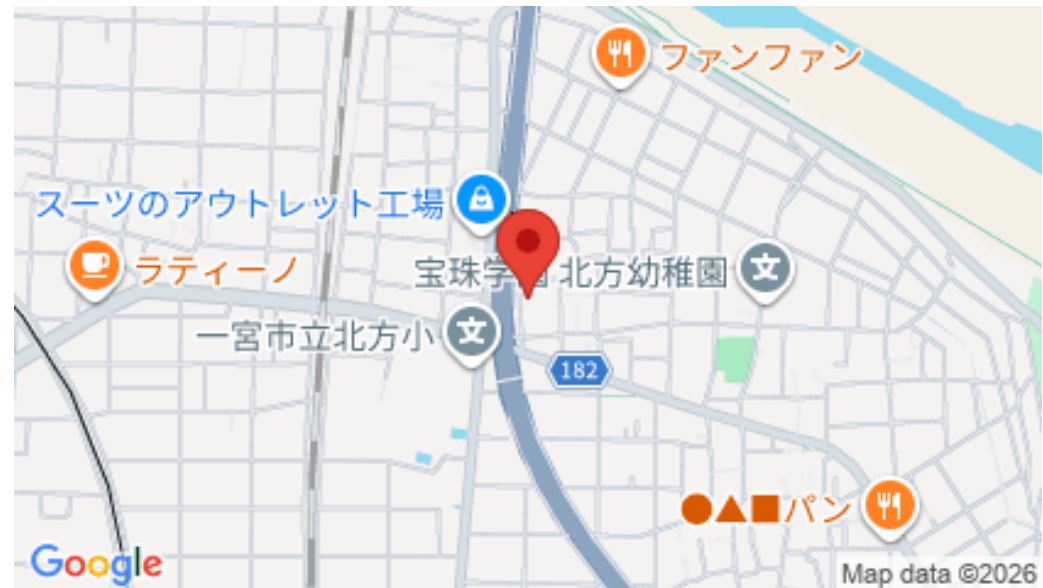 ファンファン
スーツのアウトレット工場
ラティーノ
宝珠学園 北方幼稚園
文
一宮市立北方小
文
182
●▲■パン
Google
Map data ©2026